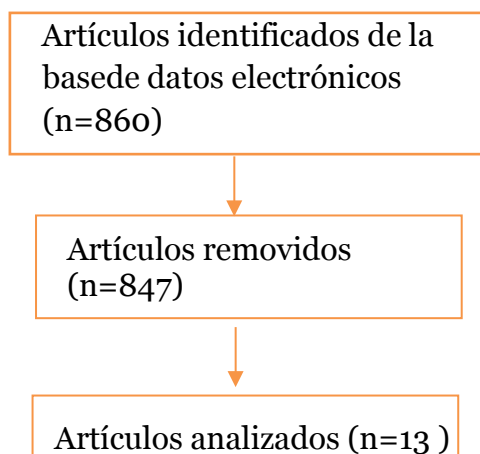 Artículos identificados de la
basede datos electrónicos
(n=860)
Artículos removidos
(n=847)
Artículos analizados (n=13 )